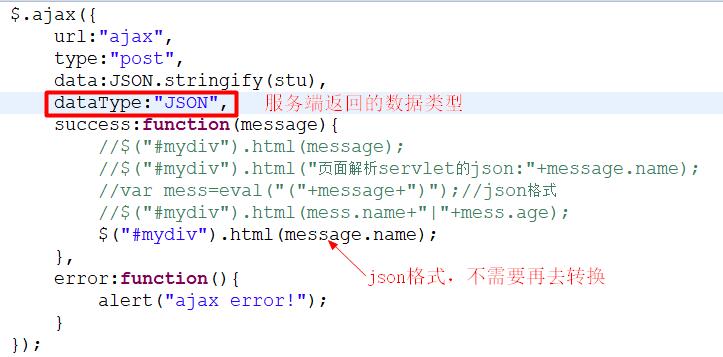 $.ajax({
url:"ajax",
type:"post",
data:JSON.stringify(stu),
dataType:"JSON", 服务端返回的数据类型
success:function(message){
//$("#mydiv").html(message);
//$("#mydiv").html("页面解析servlet的json:"+message.name);
//var mess=eval("("+message+")");//json格式
//$("#mydiv").html(mess.name+"|"+mess.age);
$("#mydiv").html(message.name);
},
json格式，不需要再去转换
error:function(){
alert("ajax error!");
}
});